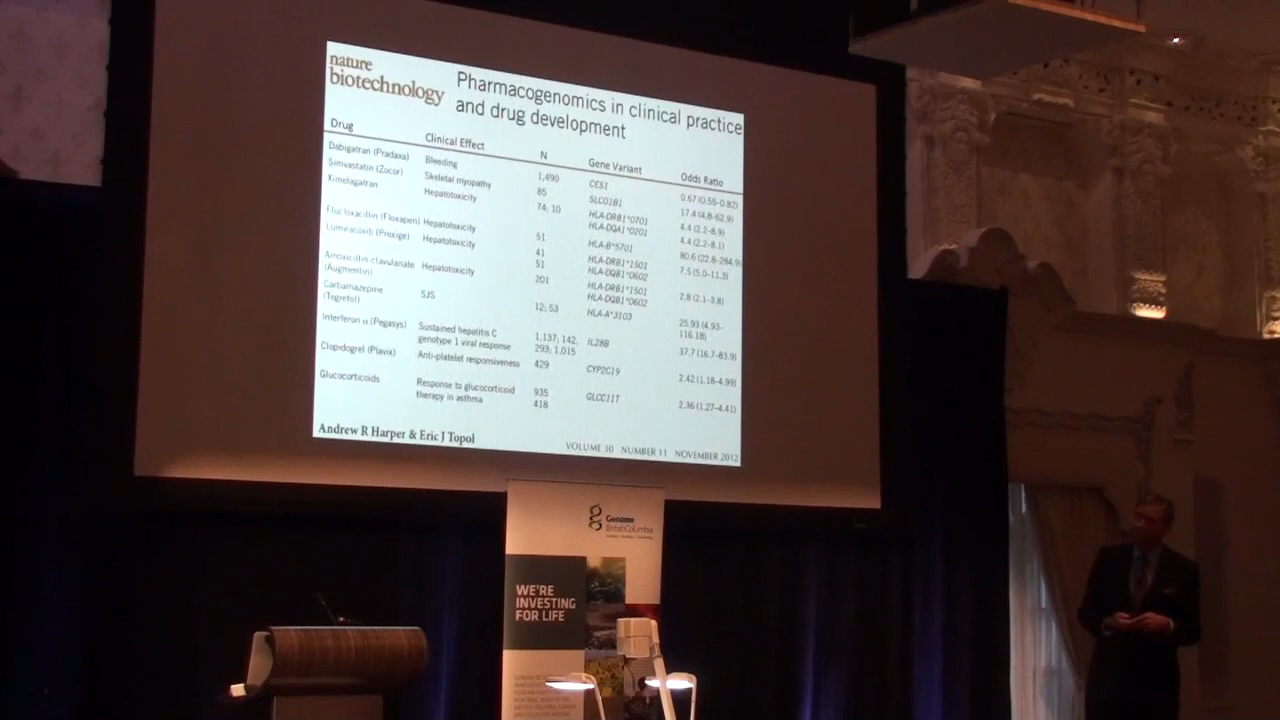 nature
biotechnology
Pharmacogenomics in clinical practice
and drug development
Drug Clinical Effect N Gene Variant Odds Ratio
Dabigatran (Pradaxa) Bleeding 1,490 CES1 0.67 (0.55-0.82)
Simvastatin (Zocor) Skeletal myopathy 85 SLCO1B1 17.4 (4.8-62.9)
Ximelagatran Hepatotoxicity 74; 10 HLA-DRB1*0701 4.4 (2.2-8.9)
HLA-DQA1*0201 4.4 (2.2-8.1)
Flucloxacillin (Floxapen) Hepatotoxicity 51 HLA-B*5701 80.6 (22.8-284.9)
Lumiracoxib (Prexige) Hepatotoxicity 41 HLA-DRB1*1501 7.5 (5.0-11.3)
51 HLA-DQB1*0602
Amoxicillin-clavulanate Hepatotoxicity 201 HLA-DRB1*1501 2.8 (2.1-3.8)
(Augmentin) HLA-DQB1*0602
Carbamazepine SJS 12; 53 HLA-A*3103 25.93 (4.93-
(Tegretol) 116.18)
Interferon α (Pegasys) Sustained hepatitis C 1,137; 142, IL28B 37.7 (16.7-83.9)
genotype 1 viral response 293; 1,015
Clopidogrel (Plavix) Anti-platelet responsiveness 429 CYP2C19 2.42 (1.18-4.99)
Glucocorticoids Response to glucocorticoid 935 GLCC11T 2.36 (1.27-4.41)
therapy in asthma 418
Andrew R Harper & Eric J Topol
VOLUME 30 NUMBER 11 NOVEMBER 2012
Genome
BritishColumbia
WE'RE
INVESTING
FOR LIFE